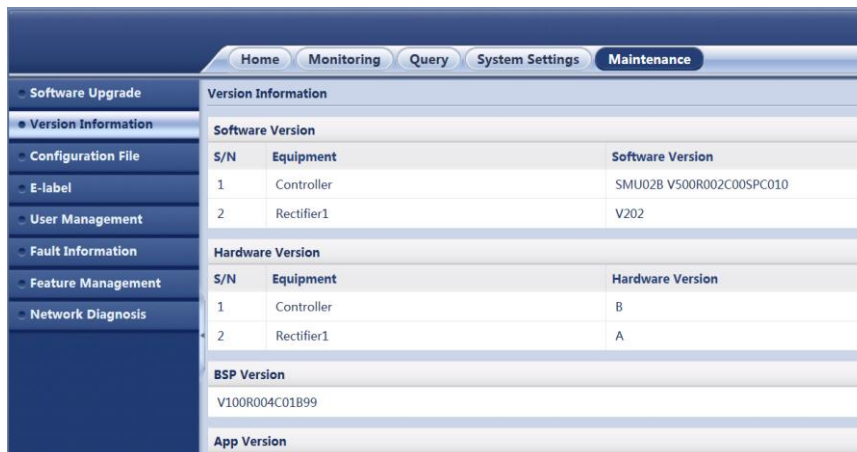 Home Monitoring Query System Settings Maintenance
Software Upgrade
Version Information
Configuration File
E-label
User Management
Fault Information
Feature Management
Network Diagnosis
Version Information
Software Version
S/N Equipment Software Version
1 Controller SMU02B V500R002C00SPC010
2 Rectifier1 V202
Hardware Version
S/N Equipment Hardware Version
1 Controller B
2 Rectifier1 A
BSP Version
V100R004C01B99
App Version